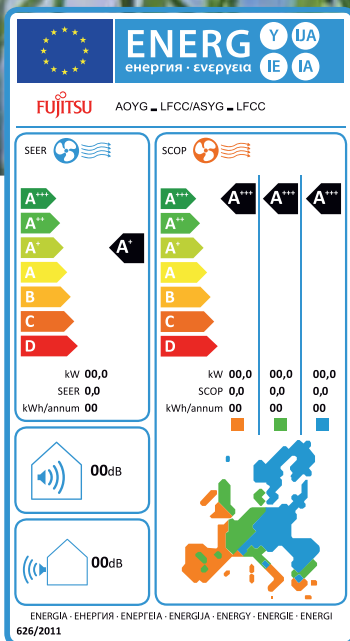 ENERG Y IJA
енергия · ενεργεια IE IA
FUJITSU
AOYG LFCC/ASYG LFCC
SEER
SCOP
A+++ A+++ A+++ A+++ A+++
A++ A++
A+ A+ A+
A A
B B
C C
D D
kW 00,0 kW 00,0 00,0 00,0
SEER 0,0 SCOP 0,0 0,0 0,0
kWh/annum 00 kWh/annum 00 00 00
00dB
00dB
ENERGIA · ЕНЕРГИЯ · ΕΝΕΡΓΕΙΑ · ENERGIJA · ENERGY · ENERGIE · ENERGI
626/2011